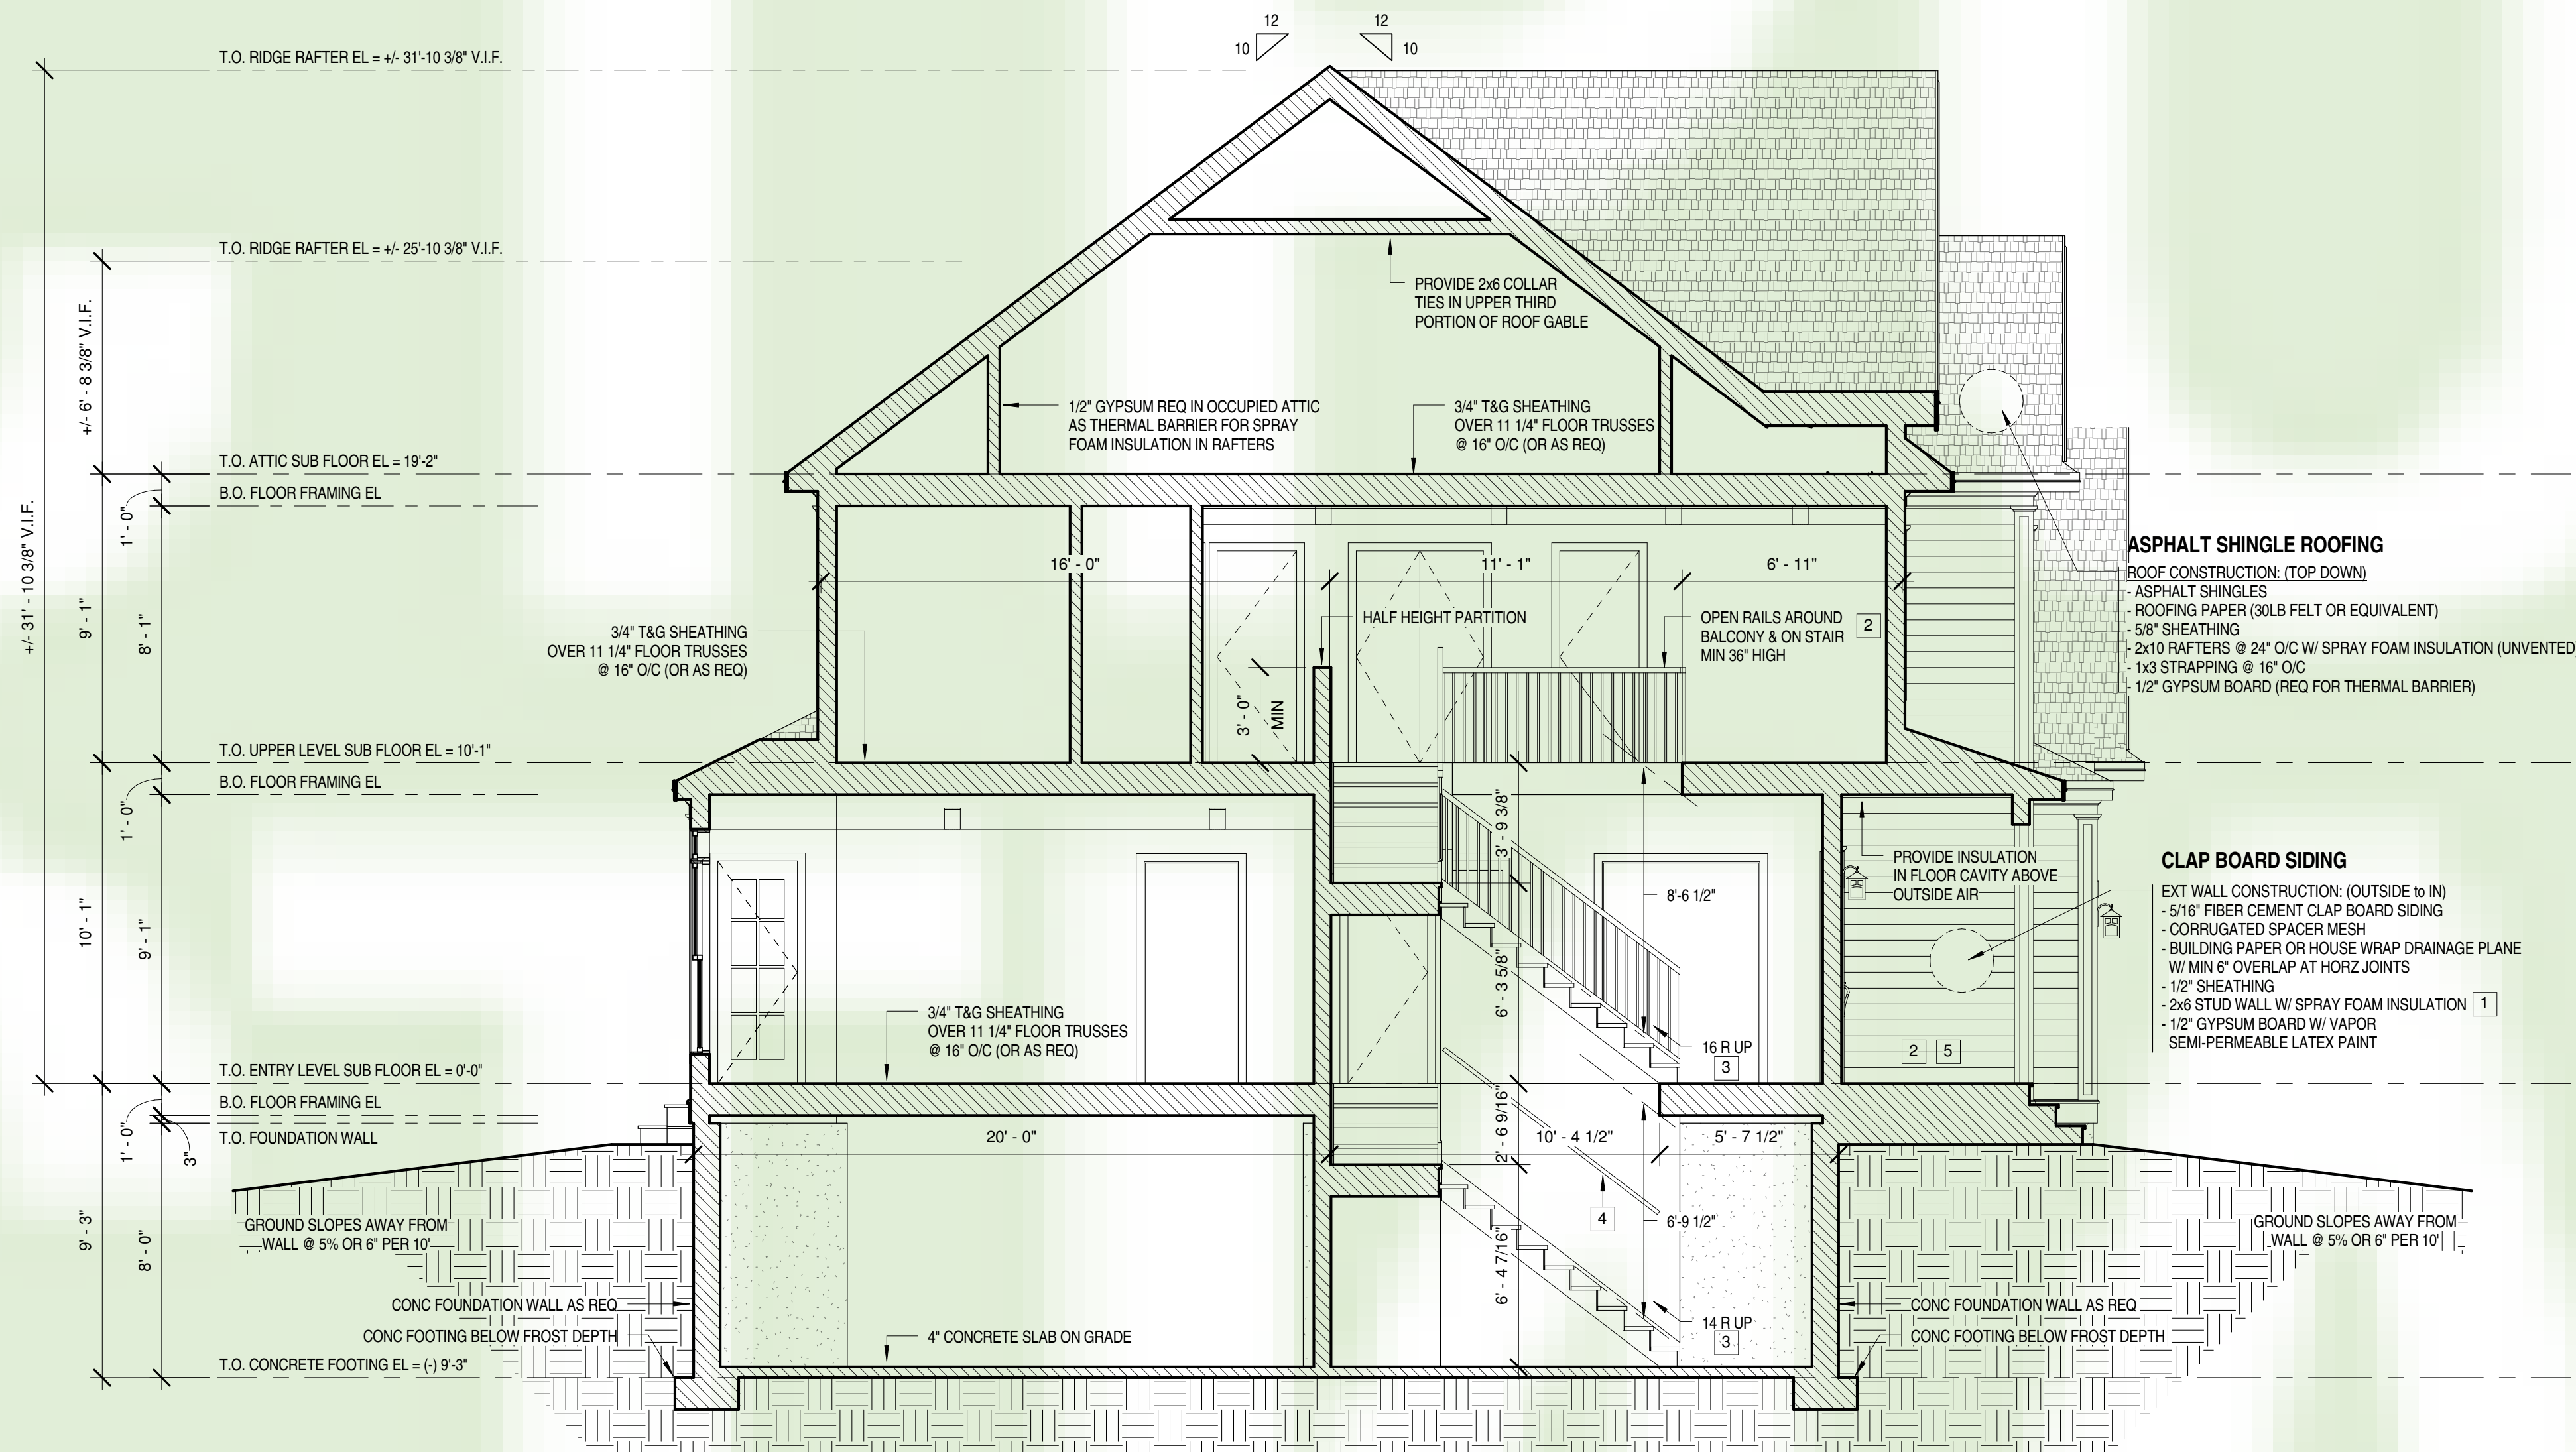 12
12
10
10
T.O. RIDGE RAFTER EL = +/- 31'-10 3/8" V.I.F.
T.O. RIDGE RAFTER EL = +/- 25'-10 3/8" V.I.F.
+/- 6' - 8 3/8" V.I.F.
+/- 31' - 10 3/8" V.I.F.
PROVIDE 2x6 COLLAR
TIES IN UPPER THIRD
PORTION OF ROOF GABLE
1/2" GYPSUM REQ IN OCCUPIED ATTIC
AS THERMAL BARRIER FOR SPRAY
FOAM INSULATION IN RAFTERS
3/4" T&G SHEATHING
OVER 11 1/4" FLOOR TRUSSES
@ 16" O/C (OR AS REQ)
T.O. ATTIC SUB FLOOR EL = 19'-2"
B.O. FLOOR FRAMING EL
1' - 0"
9' - 1"
8' - 1"
16' - 0"
11' - 1"
6' - 11"
3/4" T&G SHEATHING
OVER 11 1/4" FLOOR TRUSSES
@ 16" O/C (OR AS REQ)
HALF HEIGHT PARTITION
OPEN RAILS AROUND
BALCONY & ON STAIR
MIN 36" HIGH
2
3' - 0"
MIN
ASPHALT SHINGLE ROOFING
ROOF CONSTRUCTION: (TOP DOWN)
- ASPHALT SHINGLES
- ROOFING PAPER (30LB FELT OR EQUIVALENT)
- 5/8" SHEATHING
- 2x10 RAFTERS @ 24" O/C W/ SPRAY FOAM INSULATION (UNVENTED
- 1x3 STRAPPING @ 16" O/C
- 1/2" GYPSUM BOARD (REQ FOR THERMAL BARRIER)
T.O. UPPER LEVEL SUB FLOOR EL = 10'-1"
B.O. FLOOR FRAMING EL
1' - 0"
10' - 1"
9' - 1"
3' - 9 3/8"
8'-6 1/2"
6' - 3 5/8"
PROVIDE INSULATION
IN FLOOR CAVITY ABOVE
OUTSIDE AIR
CLAP BOARD SIDING
EXT WALL CONSTRUCTION: (OUTSIDE to IN)
- 5/16" FIBER CEMENT CLAP BOARD SIDING
- CORRUGATED SPACER MESH
- BUILDING PAPER OR HOUSE WRAP DRAINAGE PLANE
W/ MIN 6" OVERLAP AT HORZ JOINTS
- 1/2" SHEATHING
- 2x6 STUD WALL W/ SPRAY FOAM INSULATION 1
- 1/2" GYPSUM BOARD W/ VAPOR
SEMI-PERMEABLE LATEX PAINT
3/4" T&G SHEATHING
OVER 11 1/4" FLOOR TRUSSES
@ 16" O/C (OR AS REQ)
16 R UP
3
2 5
T.O. ENTRY LEVEL SUB FLOOR EL = 0'-0"
B.O. FLOOR FRAMING EL
T.O. FOUNDATION WALL
1' - 0"
3"
20' - 0"
2' - 6 9/16"
10' - 4 1/2"
5' - 7 1/2"
9' - 3"
8' - 0"
GROUND SLOPES AWAY FROM
WALL @ 5% OR 6" PER 10'
4
6'-9 1/2"
6' - 4 7/16"
GROUND SLOPES AWAY FROM
WALL @ 5% OR 6" PER 10'
CONC FOUNDATION WALL AS REQ
CONC FOOTING BELOW FROST DEPTH
4" CONCRETE SLAB ON GRADE
14 R UP
3
CONC FOUNDATION WALL AS REQ
CONC FOOTING BELOW FROST DEPTH
T.O. CONCRETE FOOTING EL = (-) 9'-3"